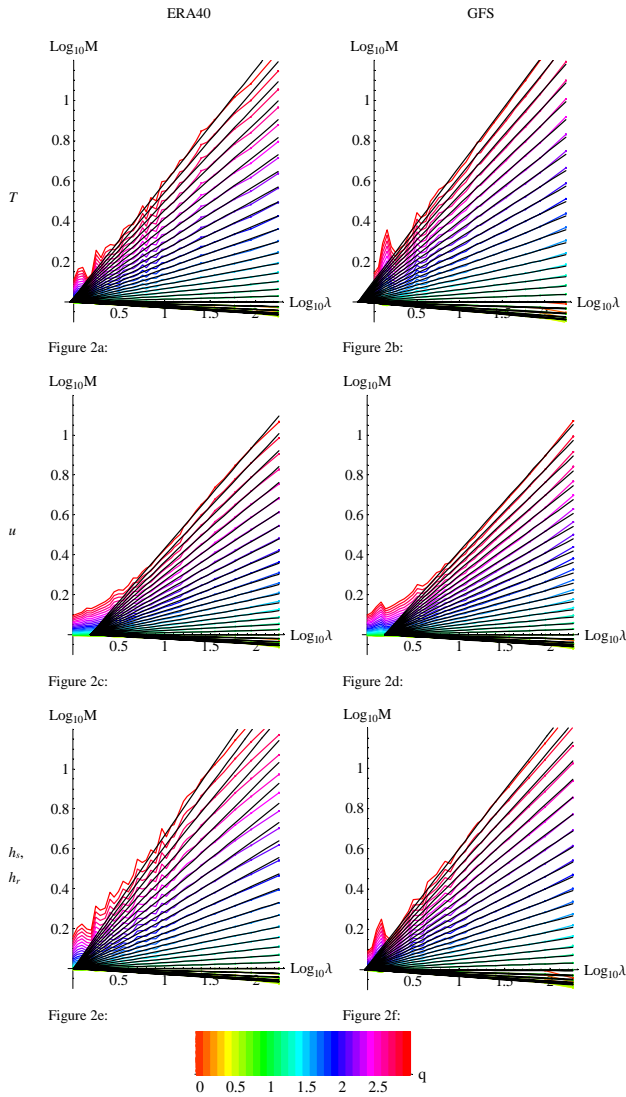 ERA40 GFS
Log10M Log10M
1 1
0.8 0.8
T
0.6 0.6
0.4 0.4
0.2 0.2
Log10λ Log10λ
0.5 1 1.5 2 0.5 1 1.5 2
Figure 2a: Figure 2b:
Log10M Log10M
1 1
0.8 0.8
u
0.6 0.6
0.4 0.4
0.2 0.2
Log10λ Log10λ
0.5 1 1.5 2 0.5 1 1.5 2
Figure 2c: Figure 2d:
Log10M Log10M
1 1
0.8 0.8
0.6 0.6
hs,
hr
0.4 0.4
0.2 0.2
Log10λ Log10λ
0.5 1 1.5 2 0.5 1 1.5 2
Figure 2e: Figure 2f:
0 0.5 1 1.5 2 2.5 q